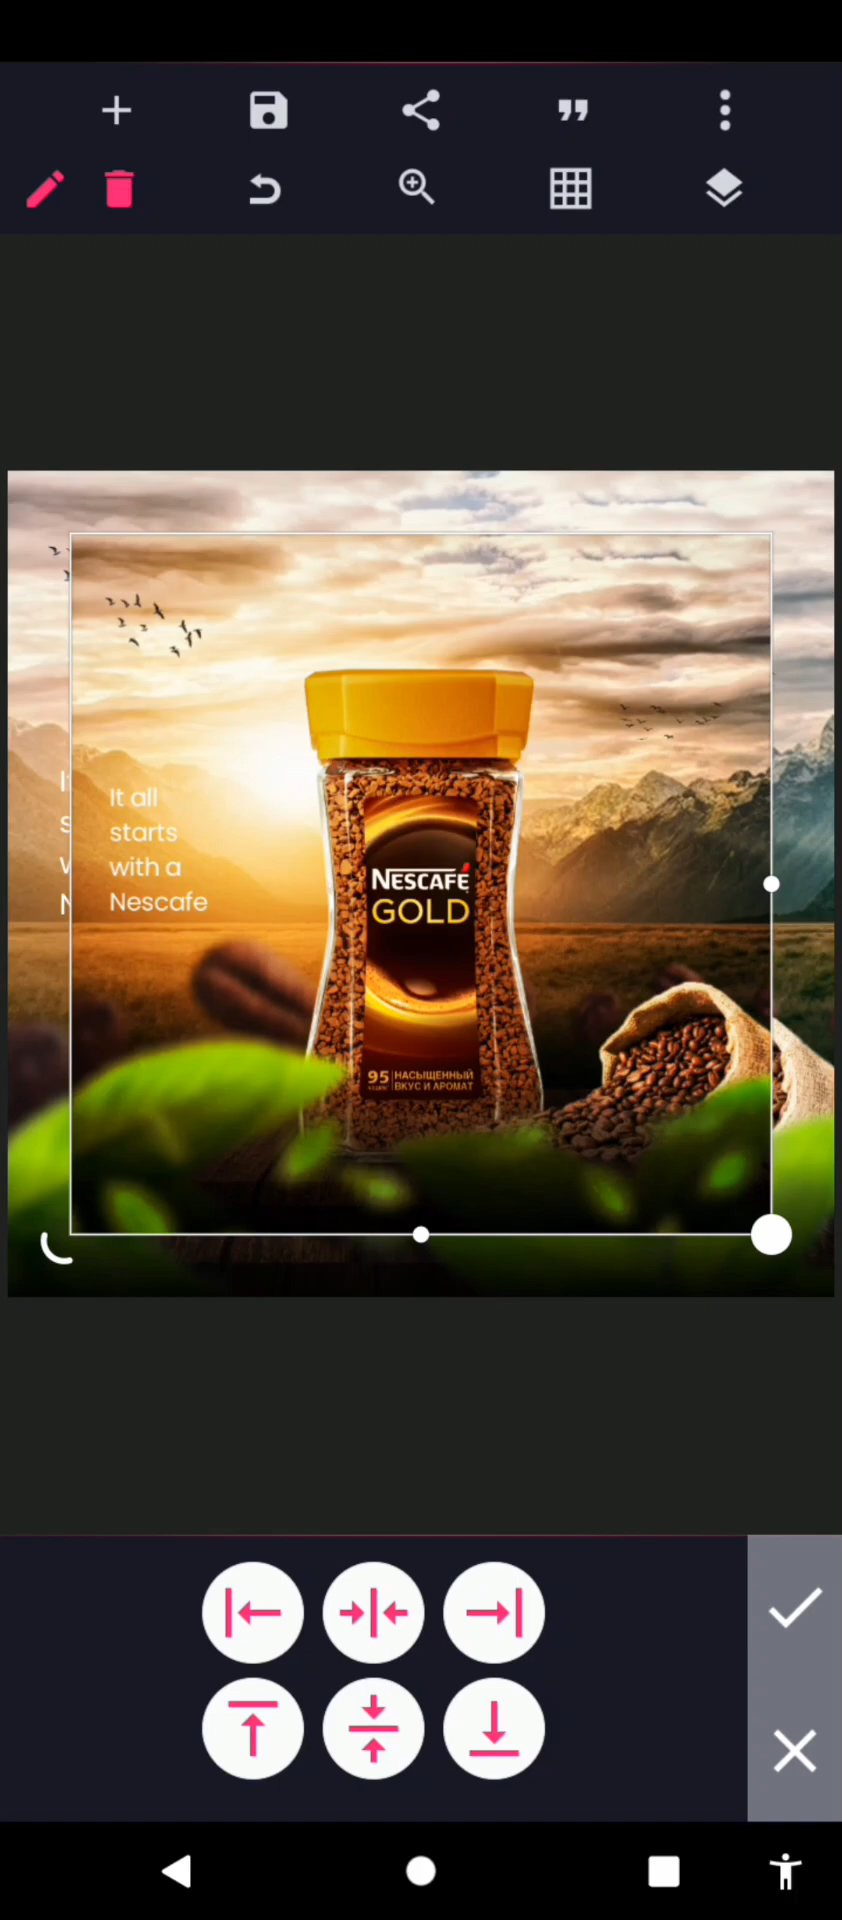 It all
starts
with a
Nescafe
NESCAFÉ
GOLD
95
НАСЫЩЕННЫЙ
ВКУС И АРОМАТ